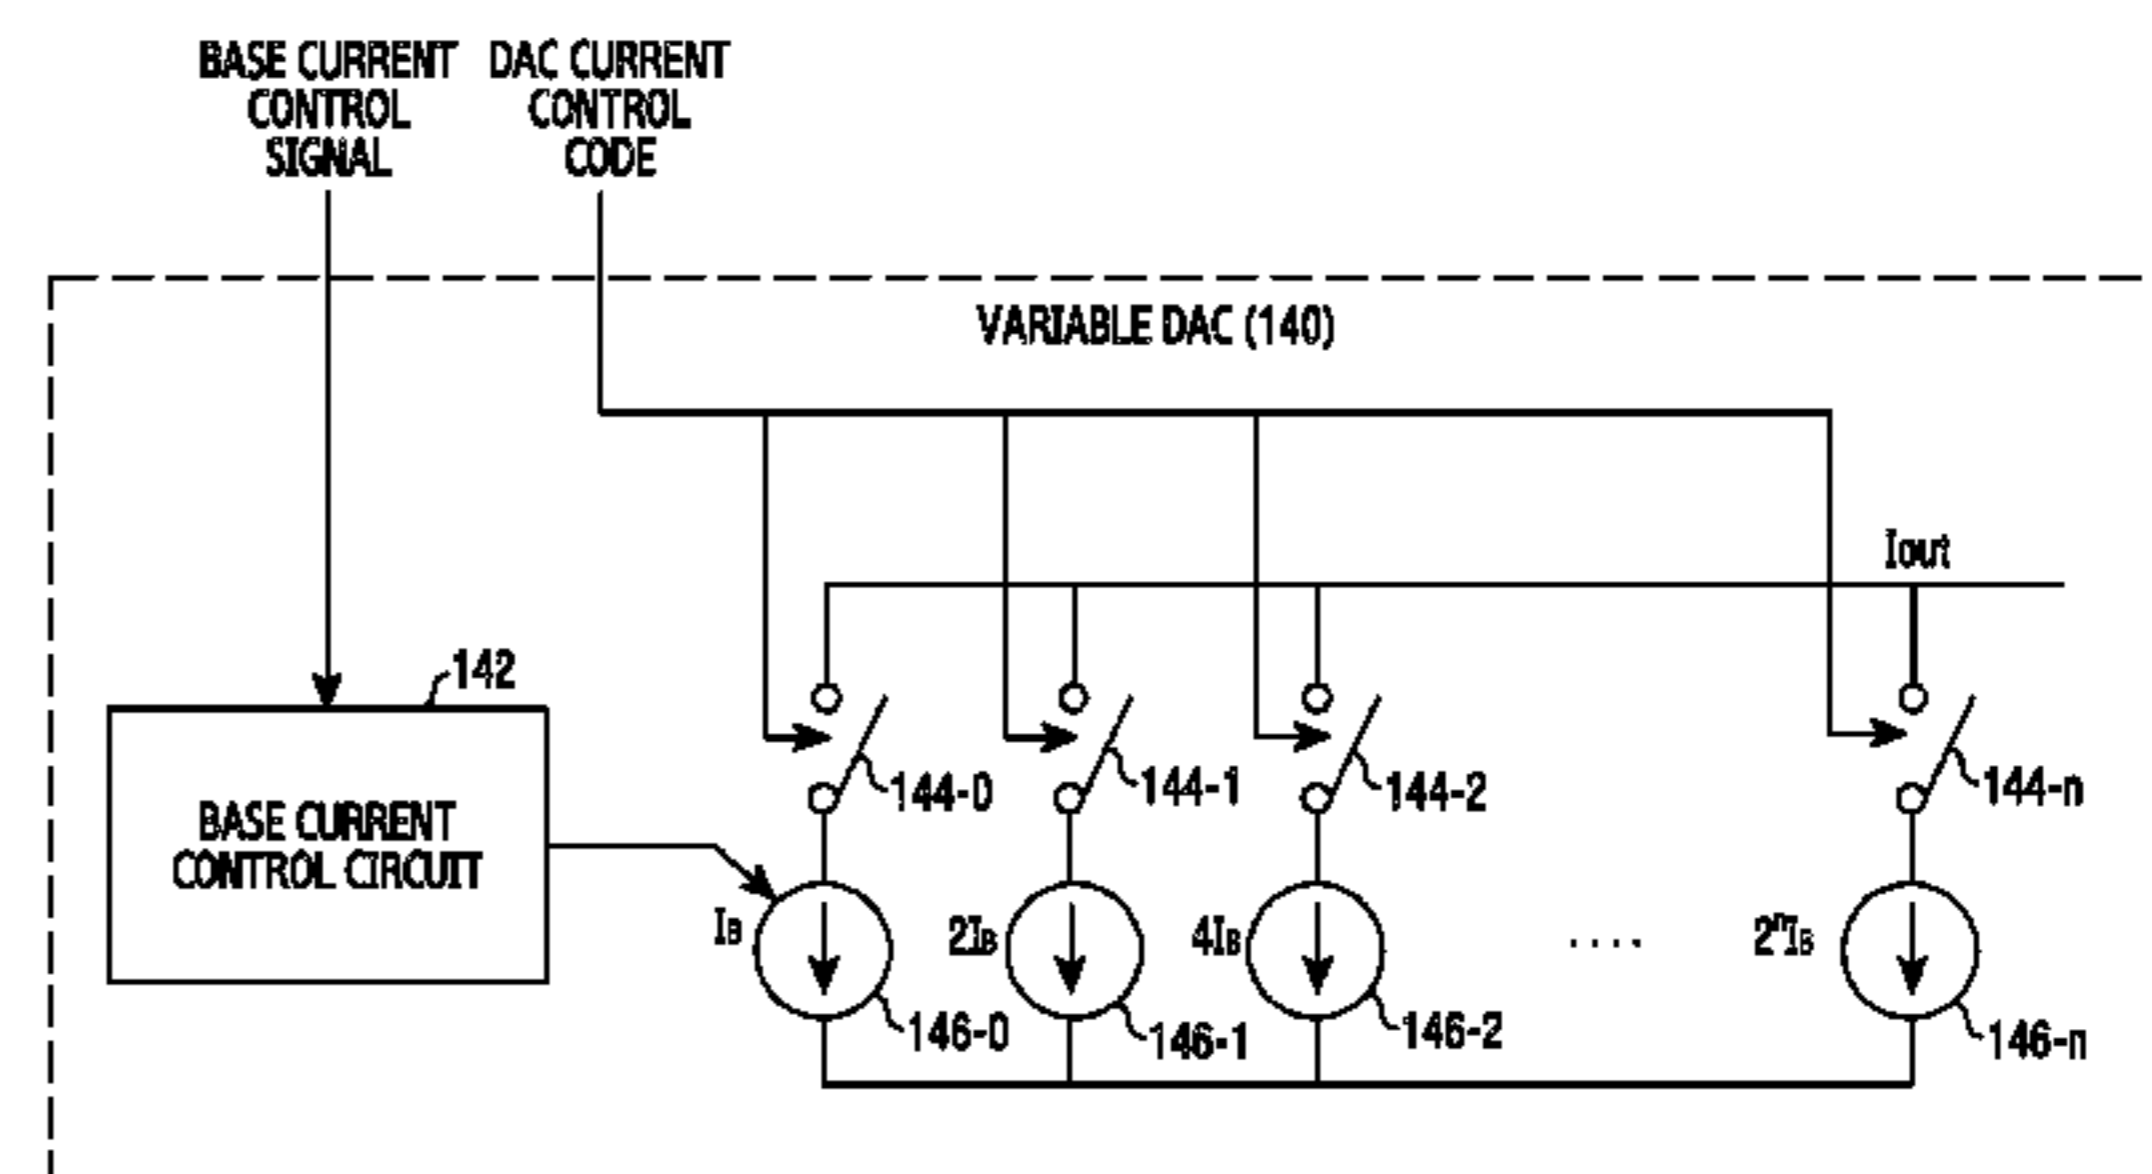 BASE CURRENT
CONTROL
SIGNAL
DAC CURRENT
CONTROL
CODE
VARIABLE DAC (140)
Iout
142
144-0
144-1
144-2
144-n
BASE CURRENT
CONTROL CIRCUIT
IB
2IB
4IB
....
2ⁿIB
146-0
146-1
146-2
146-n